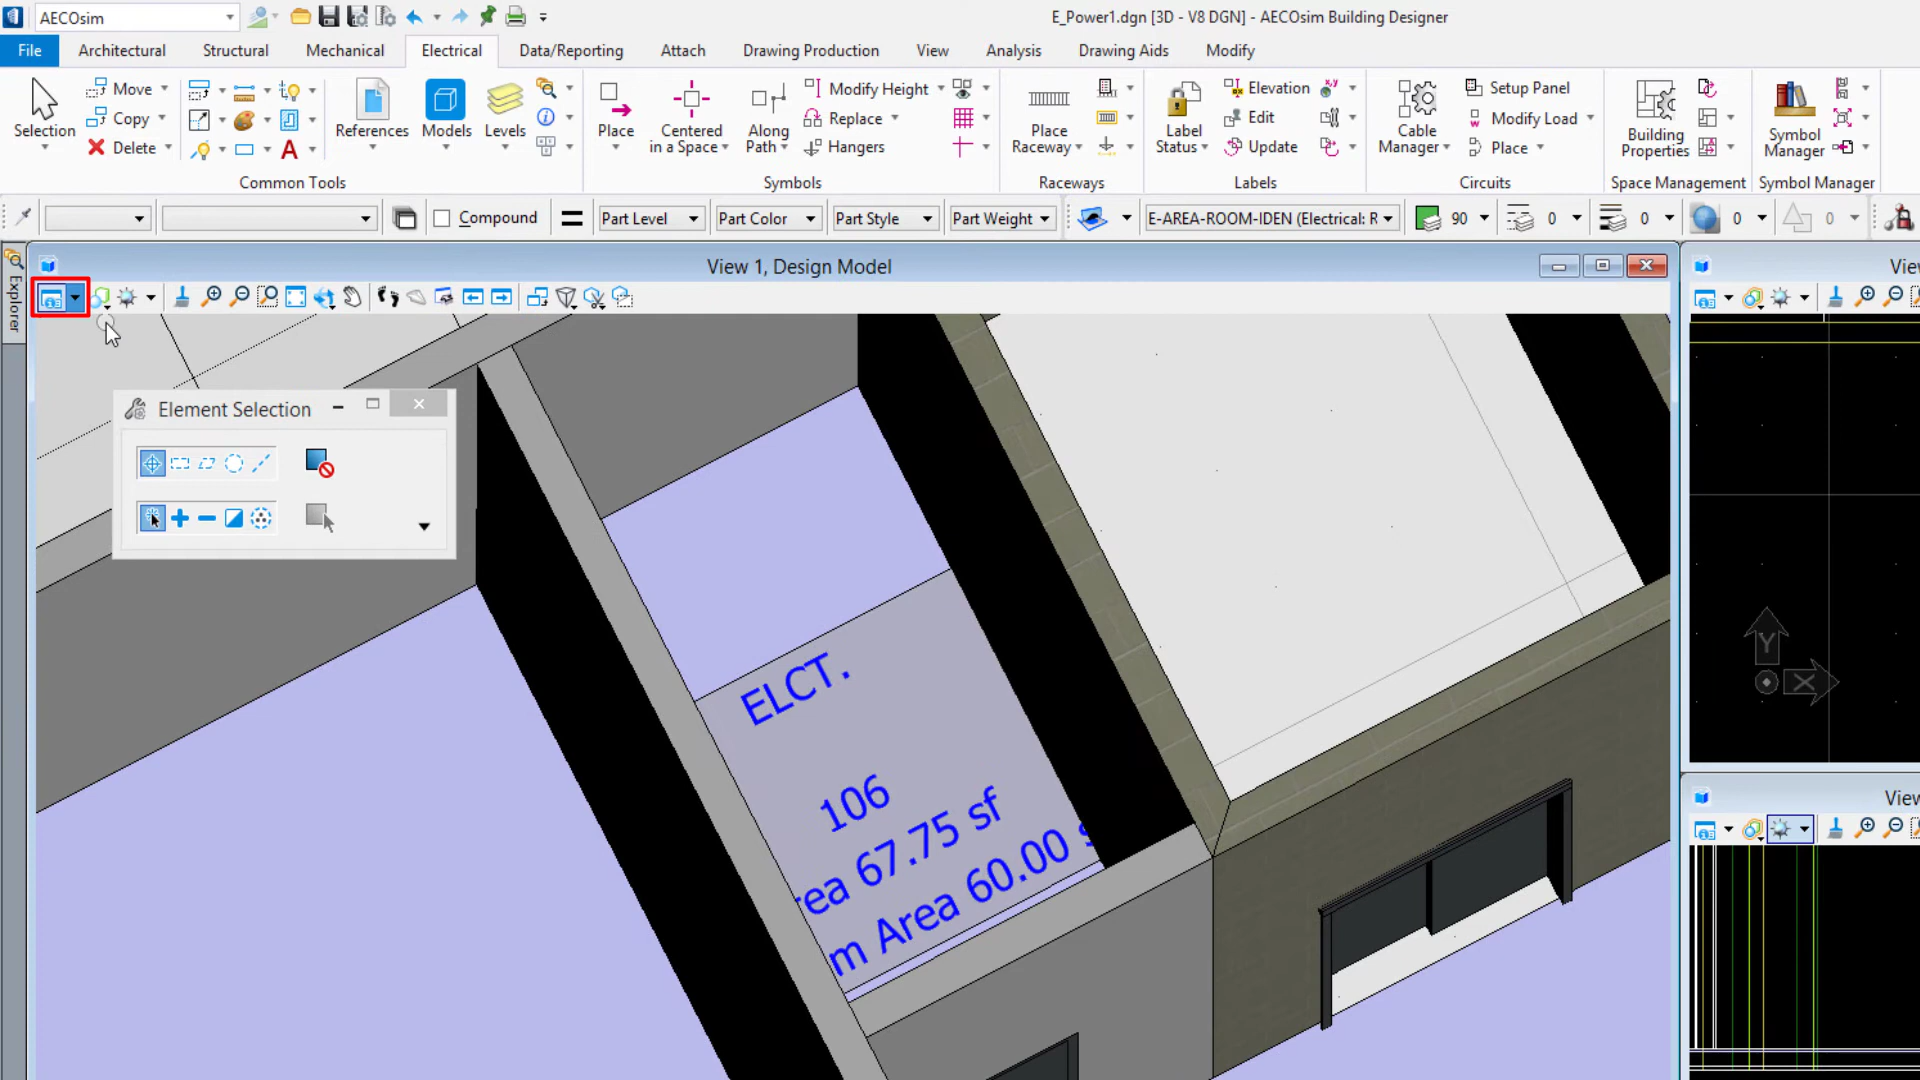 AECOsim
E_Power1.dgn [3D - V8 DGN] - AECOsim Building Designer
File Architectural Structural Mechanical Electrical Data/Reporting Attach Drawing Production View Analysis Drawing Aids Modify
Selection
Move
Copy
Delete
References
Models
Levels
Common Tools
Place
Centered
in a Space
Along
Path
Modify Height
Replace
Hangers
Symbols
Place
Raceway
Raceways
Label
Status
Elevation
Edit
Update
Labels
Cable
Manager
Setup Panel
Modify Load
Place
Circuits
Building
Properties
Space Management
Symbol
Manager
Symbol Manager
Compound
Part Level
Part Color
Part Style
Part Weight
E-AREA-ROOM-IDEN (Electrical: R
90
0
0
0
0
Explorer
View 1, Design Model
Element Selection
ELCT.
106
rea 67.75 sf
m Area 60.00 s
Vie
Y
X
Vie